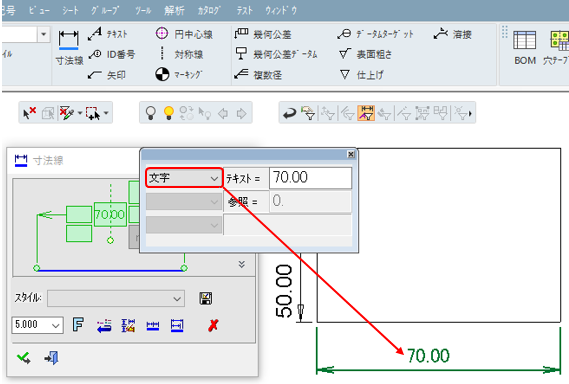 記号 ビュー シート グループ ツール 解析 カタログ テスト ウィンドウ
寸法線
テキスト
ID番号
矢印
円中心線
対称線
マーキング
幾何公差
幾何公差データム
複数径
データムターゲット
表面粗さ
仕上げ
溶接
BOM
穴テーブ
寸法線
70.00
文字 テキスト = 70.00
参照 = 0.
スタイル:
5.000
50.00
70.00